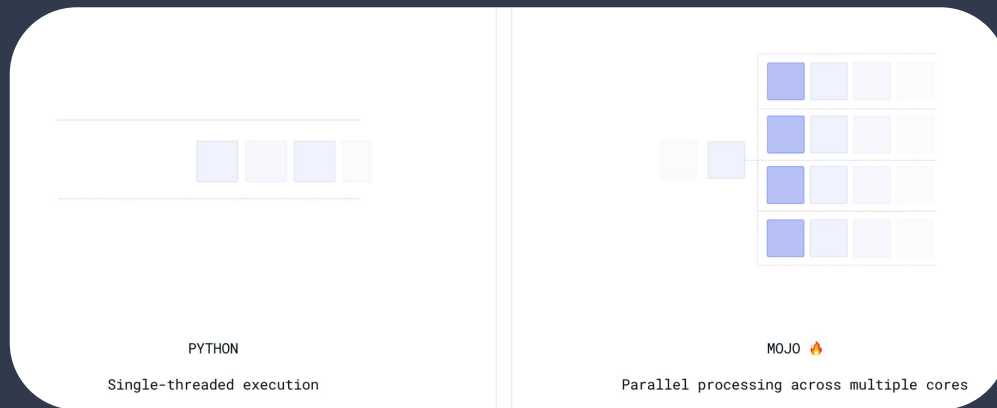 PYTHON
Single-threaded execution
MOJO 🔥
Parallel processing across multiple cores